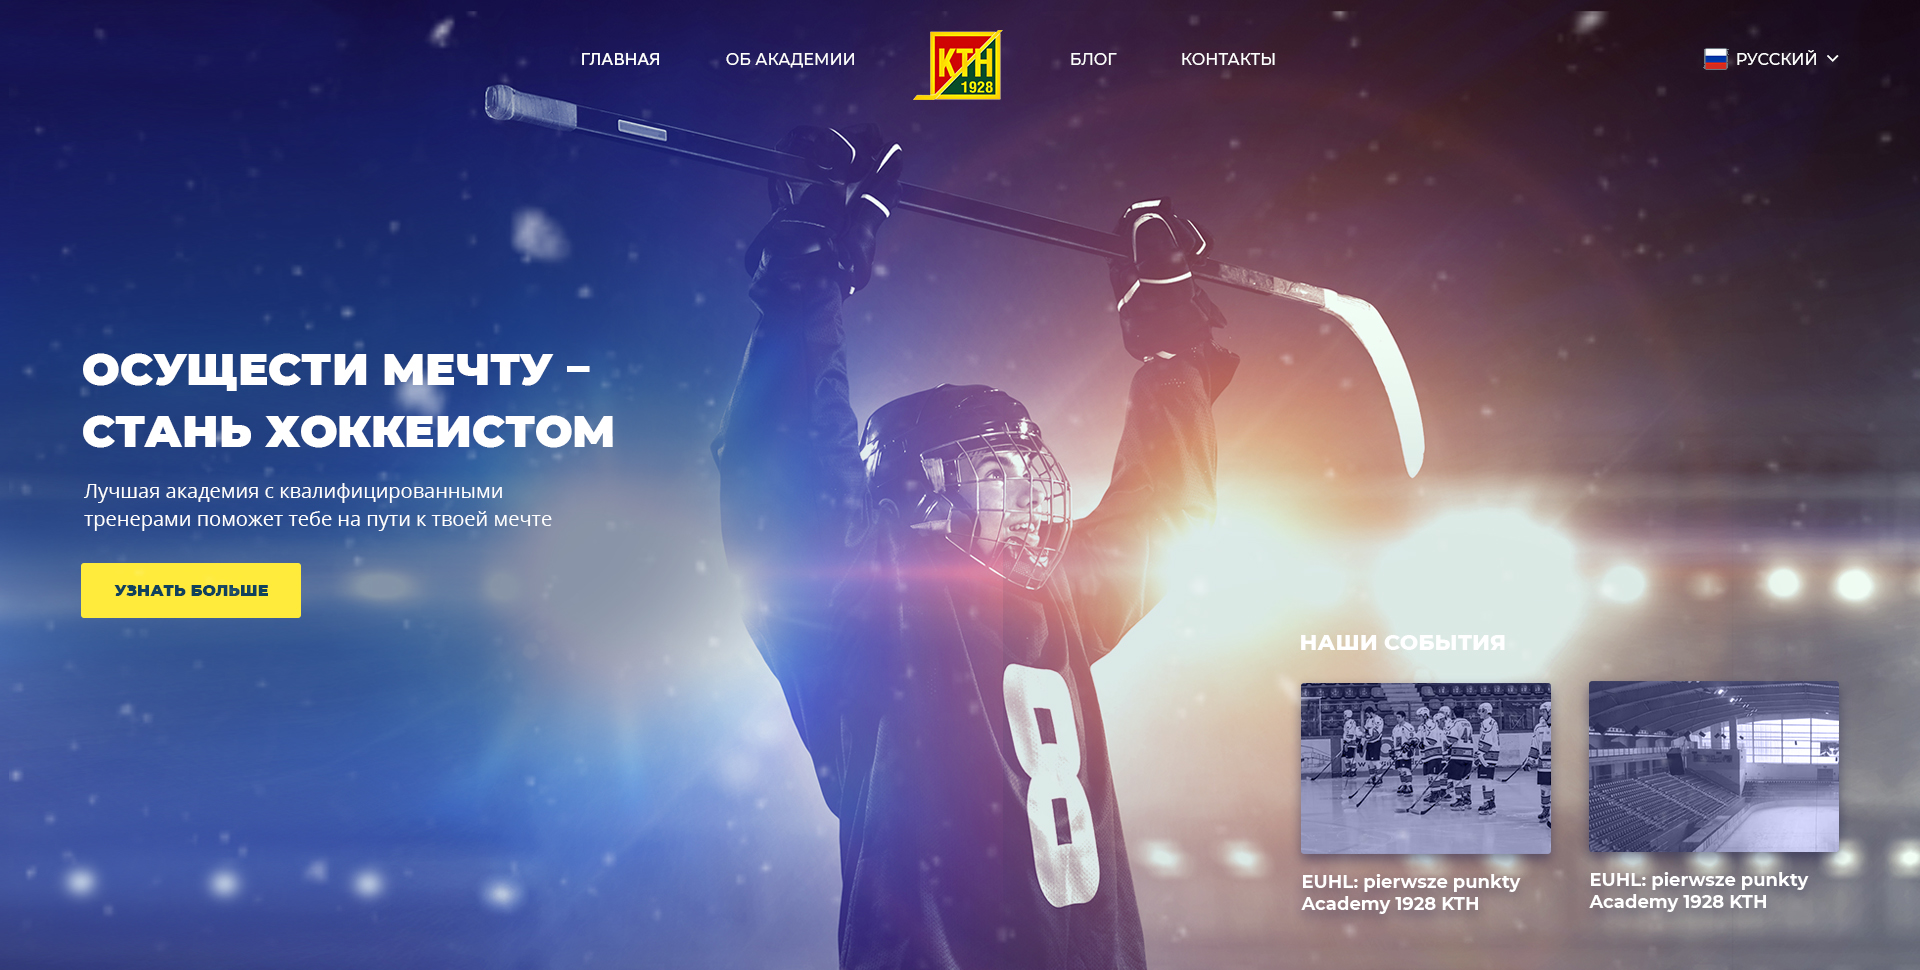 ГЛАВНАЯ
ОБ АКАДЕМИИ
KTH
1928
БЛОГ
КОНТАКТЫ
РУССКИЙ
ОСУЩЕСТИ МЕЧТУ –
СТАНЬ ХОККЕИСТОМ
Лучшая академия с квалифицированными
тренерами поможет тебе на пути к твоей мечте
УЗНАТЬ БОЛЬШЕ
8
НАШИ СОБЫТИЯ
EUHL: pierwsze punkty
Academy 1928 KTH
EUHL: pierwsze punkty
Academy 1928 KTH